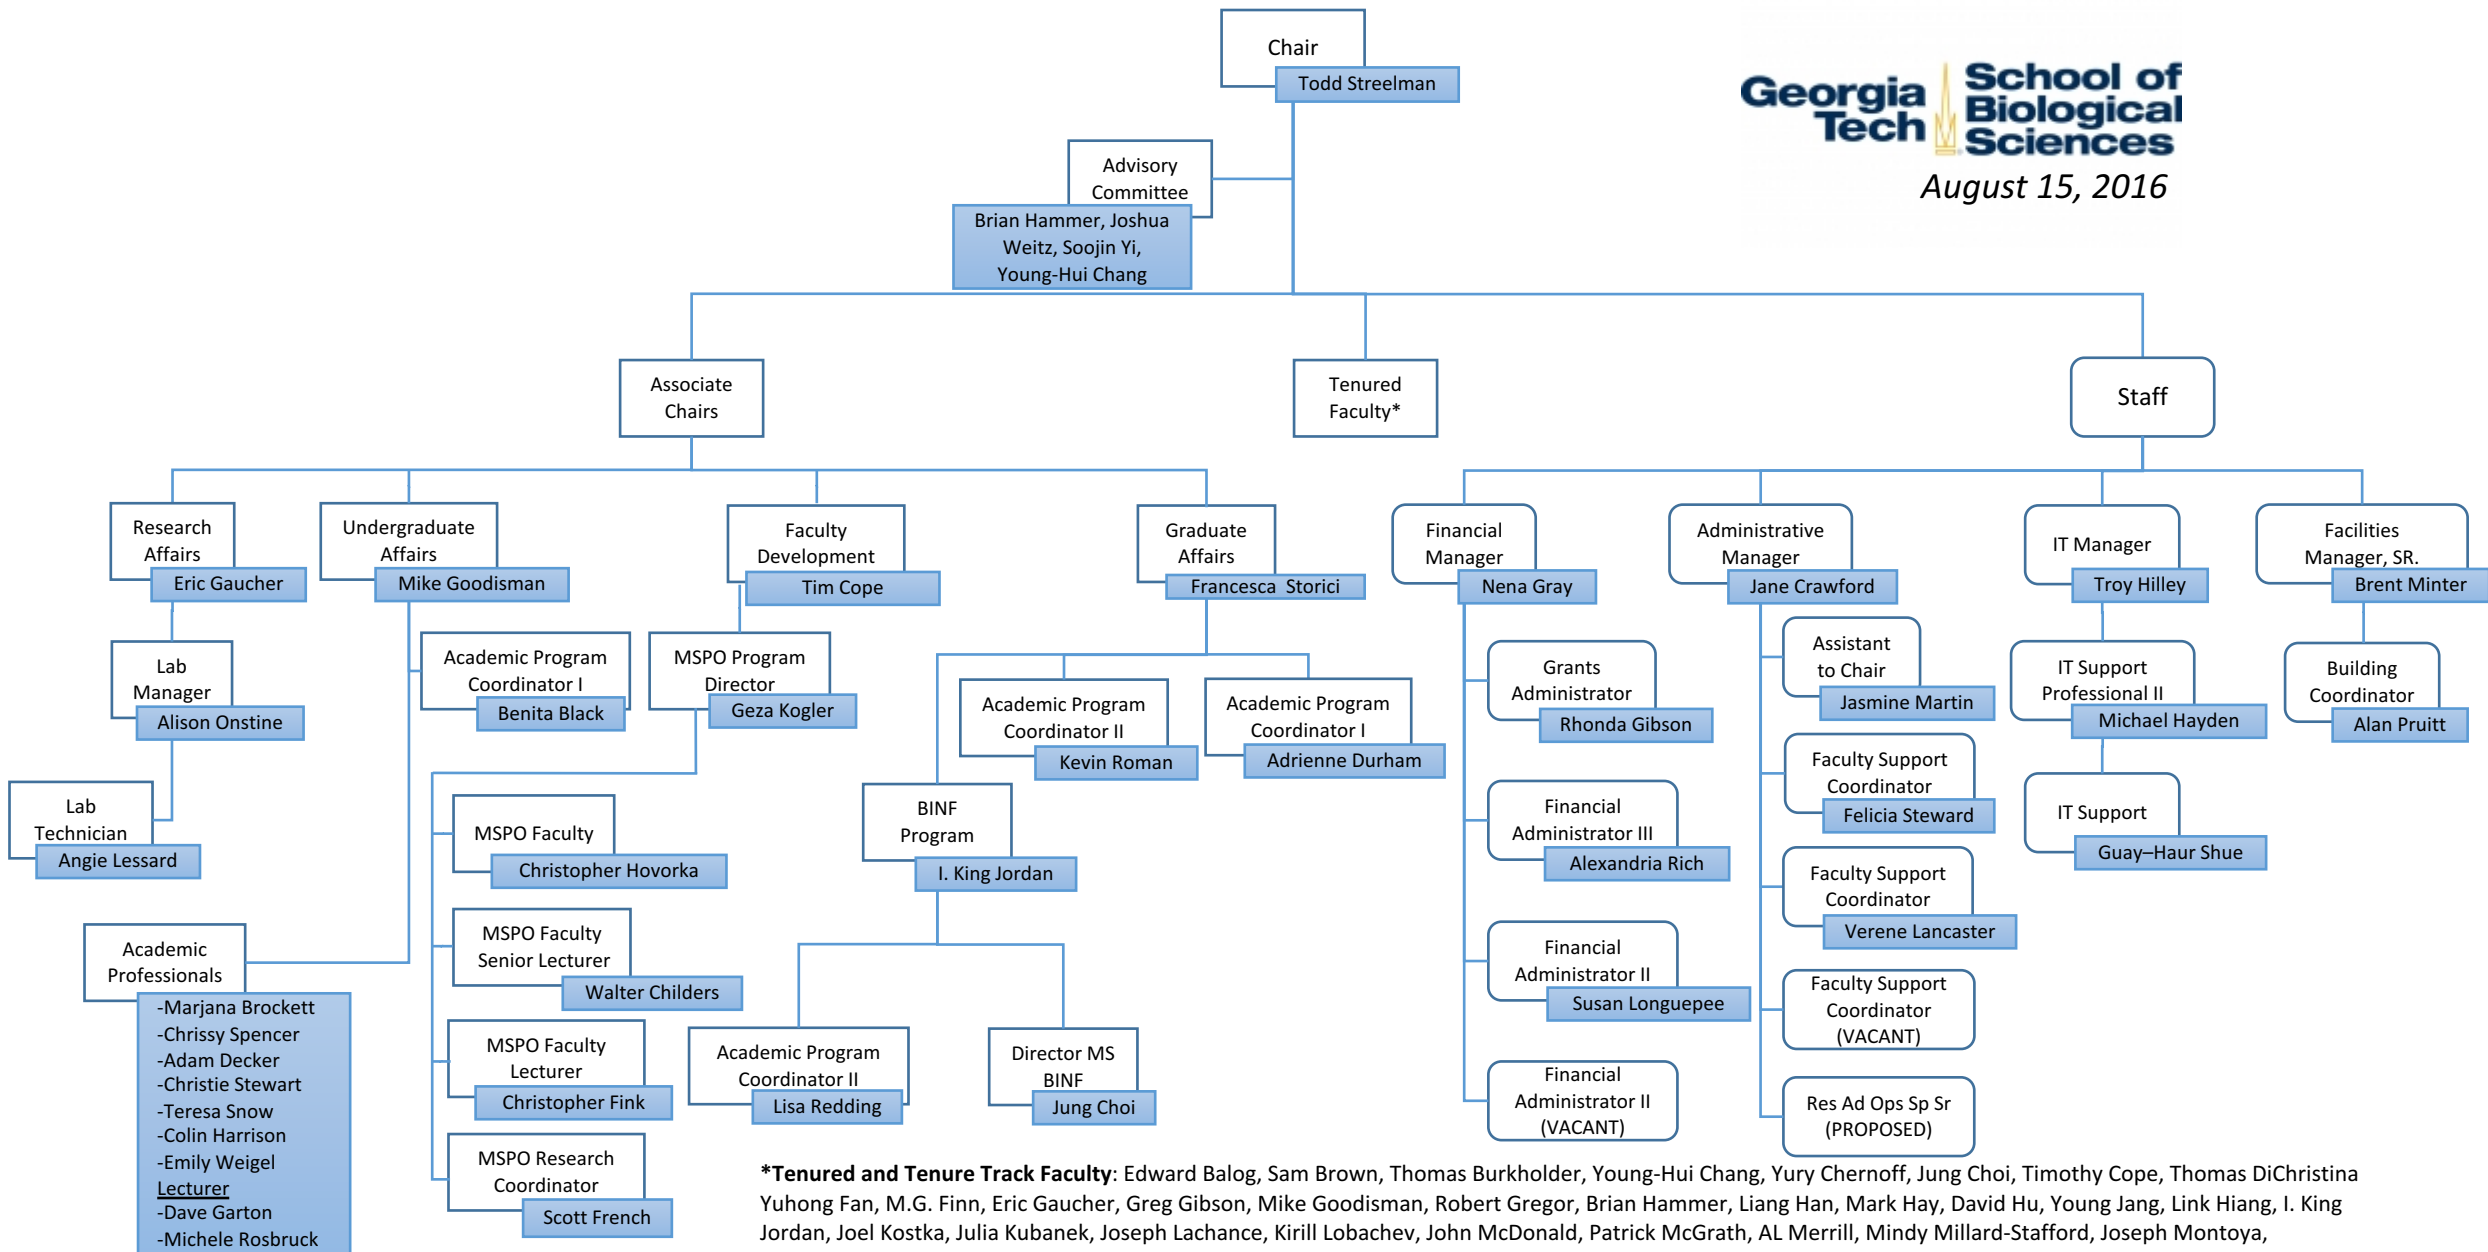 Chair
Todd Streelman
Georgia
Tech
School of
Biological
Sciences
August 15, 2016
Advisory
Committee
Brian Hammer, Joshua
Weitz, Soojin Yi,
Young-Hui Chang
Associate
Chairs
Tenured
Faculty*
Staff
Research
Affairs
Eric Gaucher
Undergraduate
Affairs
Mike Goodisman
Faculty
Development
Tim Cope
Graduate
Affairs
Francesca Storici
Financial
Manager
Nena Gray
Administrative
Manager
Jane Crawford
IT Manager
Troy Hilley
Facilities
Manager, SR.
Brent Minter
Lab
Manager
Alison Onstine
Academic Program
Coordinator I
Benita Black
MSPO Program
Director
Geza Kogler
Academic Program
Coordinator II
Kevin Roman
Academic Program
Coordinator I
Adrienne Durham
Grants
Administrator
Rhonda Gibson
Assistant
to Chair
Jasmine Martin
IT Support
Professional II
Michael Hayden
Building
Coordinator
Alan Pruitt
Lab
Technician
Angie Lessard
MSPO Faculty
Christopher Hovorka
BINF
Program
I. King Jordan
Financial
Administrator III
Alexandria Rich
Faculty Support
Coordinator
Felicia Steward
IT Support
Guay–Haur Shue
Faculty Support
Coordinator
Verene Lancaster
Academic
Professionals
-Marjana Brockett
-Chrissy Spencer
-Adam Decker
-Christie Stewart
-Teresa Snow
-Colin Harrison
-Emily Weigel
Lecturer
-Dave Garton
-Michele Rosbruck
MSPO Faculty
Senior Lecturer
Walter Childers
Financial
Administrator II
Susan Longuepee
Faculty Support
Coordinator
(VACANT)
MSPO Faculty
Lecturer
Christopher Fink
Academic Program
Coordinator II
Lisa Redding
Director MS
BINF
Jung Choi
Financial
Administrator II
(VACANT)
Res Ad Ops Sp Sr
(PROPOSED)
MSPO Research
Coordinator
Scott French
*Tenured and Tenure Track Faculty: Edward Balog, Sam Brown, Thomas Burkholder, Young-Hui Chang, Yury Chernoff, Jung Choi, Timothy Cope, Thomas DiChristina
Yuhong Fan, M.G. Finn, Eric Gaucher, Greg Gibson, Mike Goodisman, Robert Gregor, Brian Hammer, Liang Han, Mark Hay, David Hu, Young Jang, Link Hiang, I. King
Jordan, Joel Kostka, Julia Kubanek, Joseph Lachance, Kirill Lobachev, John McDonald, Patrick McGrath, AL Merrill, Mindy Millard-Stafford, Joseph Montoya,